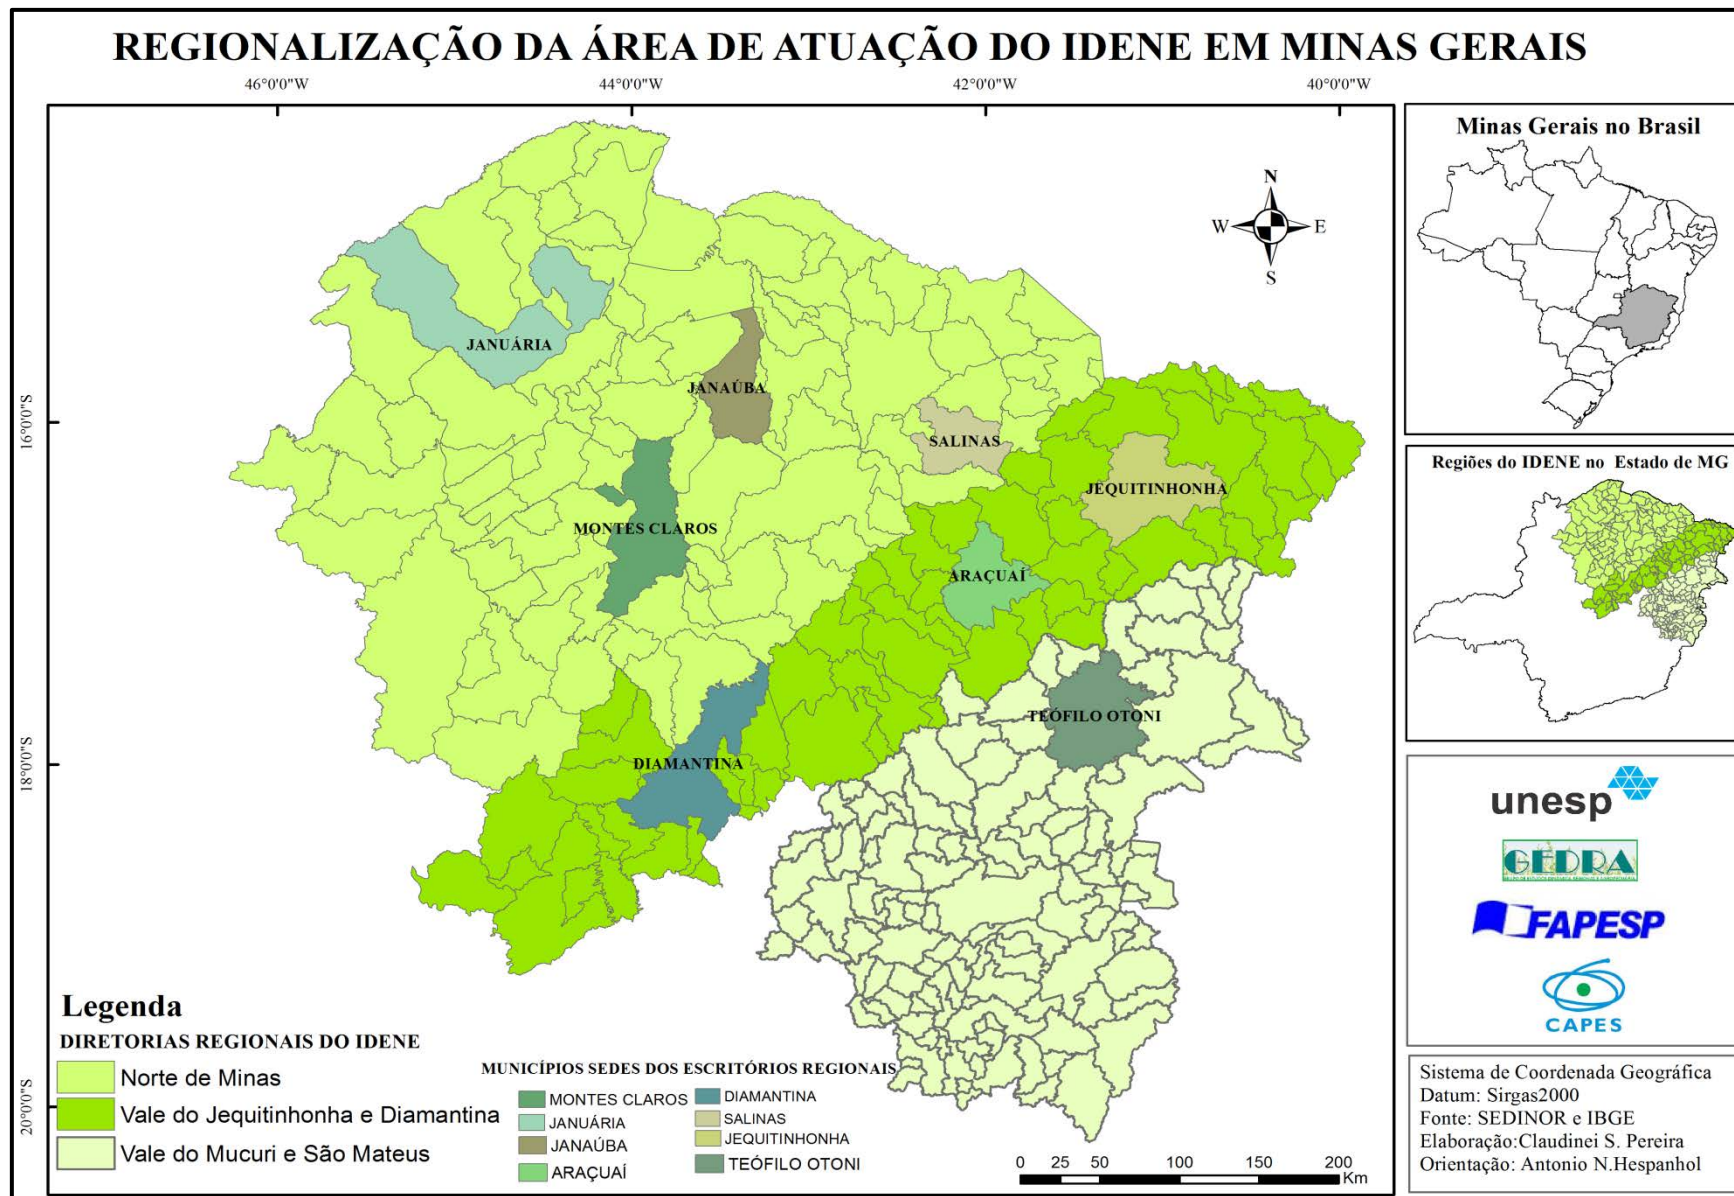 REGIONALIZAÇÃO DA ÁREA DE ATUAÇÃO DO IDENE EM MINAS GERAIS
46°0'0"W
44°0'0"W
42°0'0"W
40°0'0"W
16°0'0"S
18°0'0"S
20°0'0"S
N
W
E
S
JANUÁRIA
JANAÚBA
SALINAS
JEQUITINHONHA
MONTES CLAROS
ARAÇUAÍ
TEÓFILO OTONI
DIAMANTINA
Legenda
DIRETORIAS REGIONAIS DO IDENE
Norte de Minas
Vale do Jequitinhonha e Diamantina
Vale do Mucuri e São Mateus
MUNICÍPIOS SEDES DOS ESCRITÓRIOS REGIONAIS
MONTES CLAROS
JANUÁRIA
JANAÚBA
ARAÇUAÍ
DIAMANTINA
SALINAS
JEQUITINHONHA
TEÓFILO OTONI
0 25 50 100 150 200
Km
Minas Gerais no Brasil
Regiões do IDENE no Estado de MG
unesp
GEDRA
FAPESP
CAPES
Sistema de Coordenada Geográfica
Datum: Sirgas2000
Fonte: SEDINOR e IBGE
Elaboração:Claudinei S. Pereira
Orientação: Antonio N.Hespanhol